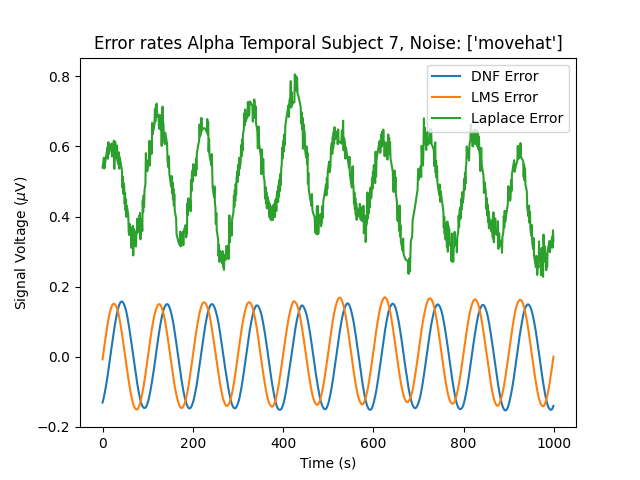 Error rates Alpha Temporal Subject 7, Noise: ['movehat']
DNF Error
LMS Error
Laplace Error
Signal Voltage (μV)
0.8
0.6
0.4
0.2
0.0
−0.2
0 200 400 600 800 1000
Time (s)